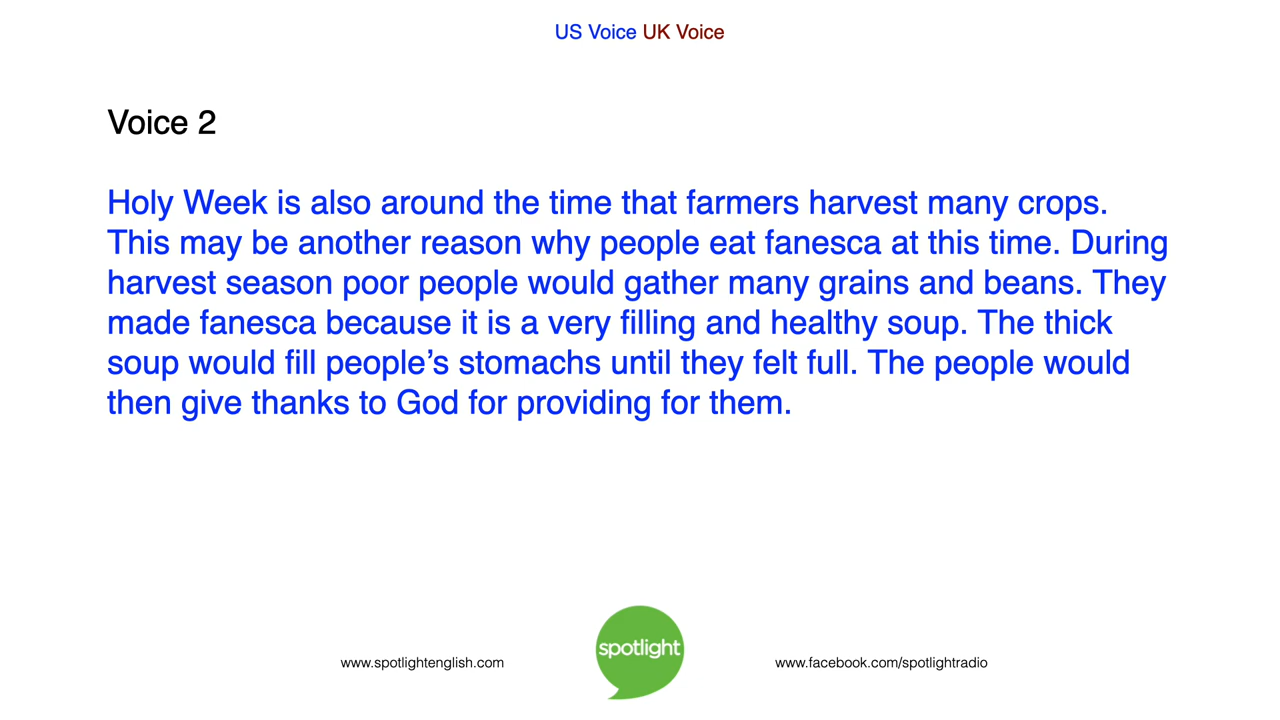 US Voice UK Voice
Voice 2
Holy Week is also around the time that farmers harvest many crops.
This may be another reason why people eat fanesca at this time. During
harvest season poor people would gather many grains and beans. They
made fanesca because it is a very filling and healthy soup. The thick
soup would fill people’s stomachs until they felt full. The people would
then give thanks to God for providing for them.
spotlight
www.spotlightenglish.com
www.facebook.com/spotlightradio